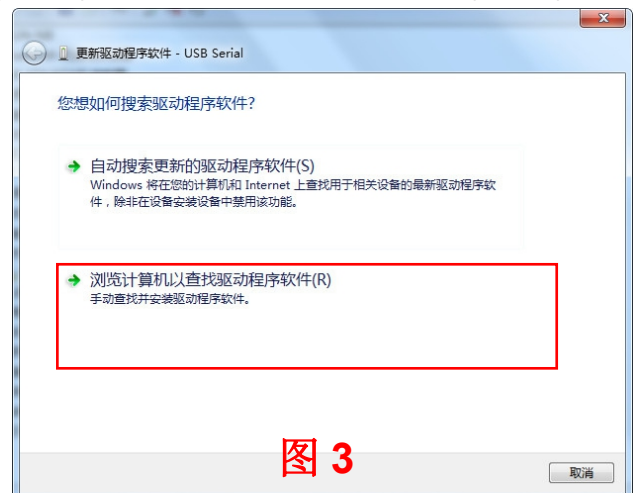 更新驱动程序软件 - USB Serial
您想如何搜索驱动程序软件?
自动搜索更新的驱动程序软件(S)
Windows 将在您的计算机和 Internet 上查找用于相关设备的最新驱动程序软
件，除非在设备安装设备中禁用该功能。
浏览计算机以查找驱动程序软件(R)
手动查找并安装驱动程序软件。
图 3
取消